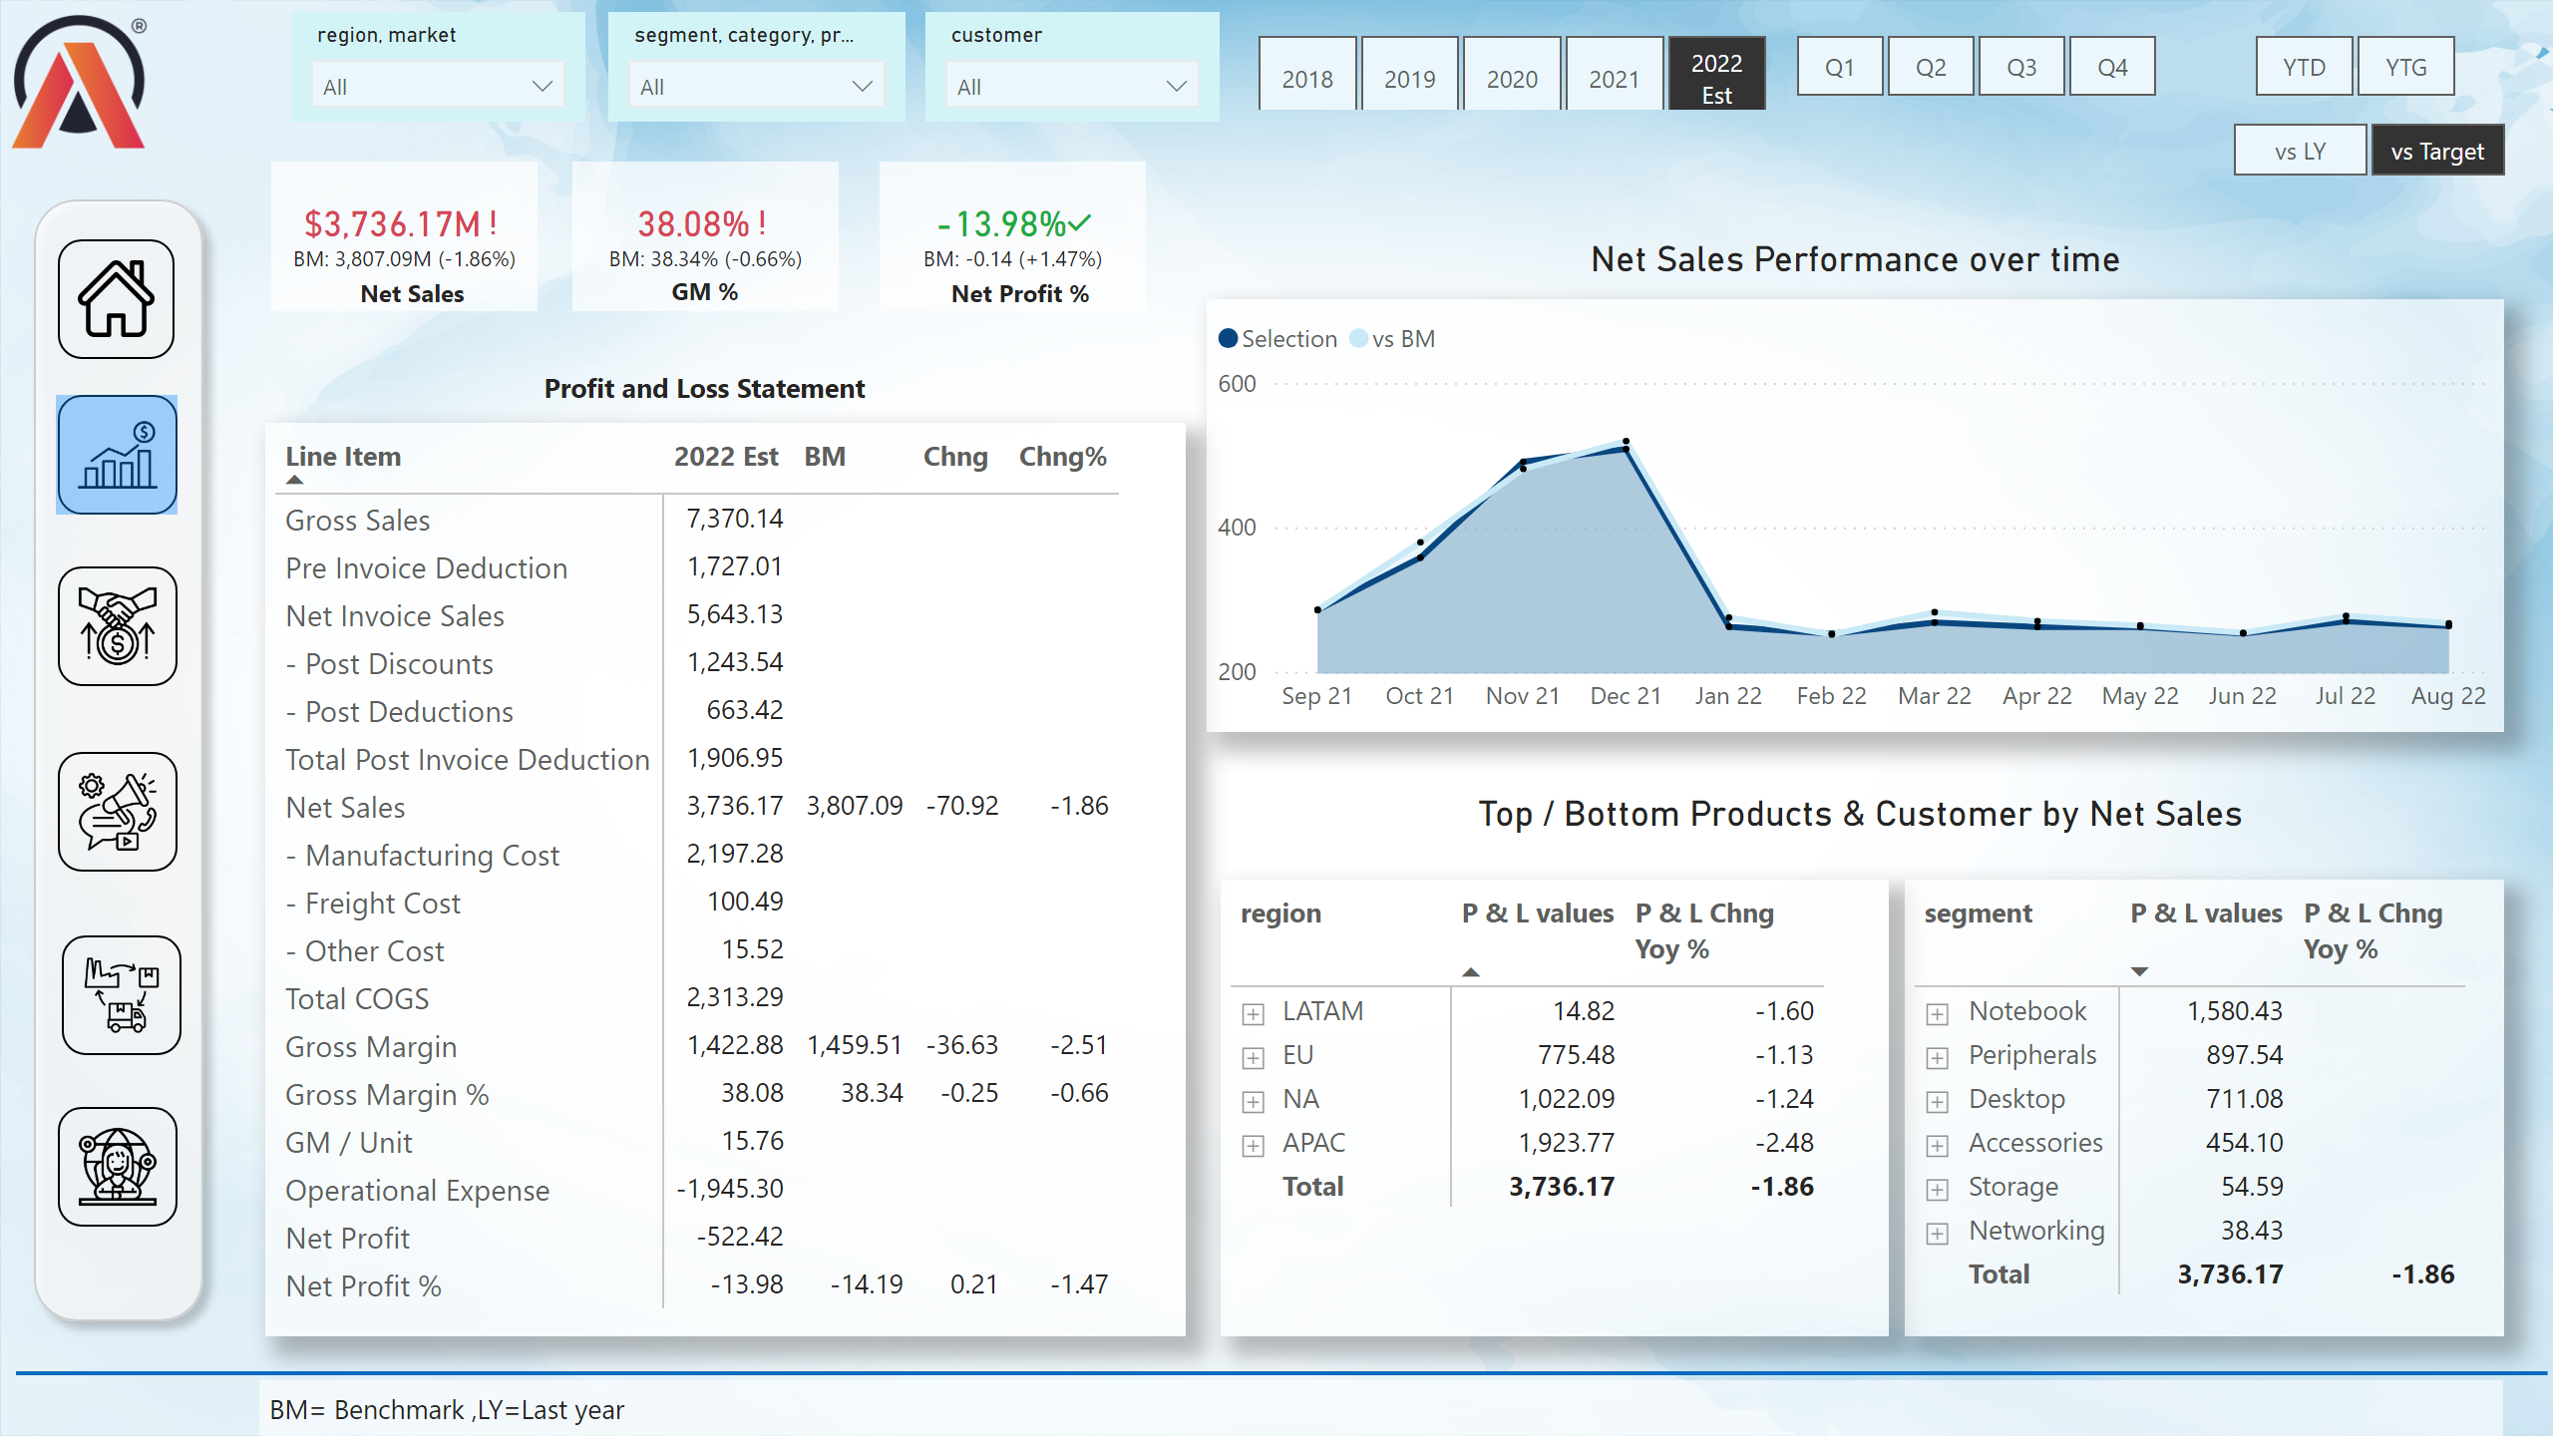 ®
region, market
All
segment, category, pr...
All
customer
All
2018
2019
2020
2021
2022
Est
Q1
Q2
Q3
Q4
YTD
YTG
vs LY
vs Target
$3,736.17M !
BM: 3,807.09M (-1.86%)
Net Sales
38.08% !
BM: 38.34% (-0.66%)
GM %
-13.98%✓
BM: -0.14 (+1.47%)
Net Profit %
Profit and Loss Statement
Line Item 2022 Est BM Chng Chng%
Gross Sales 7,370.14
Pre Invoice Deduction 1,727.01
Net Invoice Sales 5,643.13
- Post Discounts 1,243.54
- Post Deductions 663.42
Total Post Invoice Deduction 1,906.95
Net Sales 3,736.17 3,807.09 -70.92 -1.86
- Manufacturing Cost 2,197.28
- Freight Cost 100.49
- Other Cost 15.52
Total COGS 2,313.29
Gross Margin 1,422.88 1,459.51 -36.63 -2.51
Gross Margin % 38.08 38.34 -0.25 -0.66
GM / Unit 15.76
Operational Expense -1,945.30
Net Profit -522.42
Net Profit % -13.98 -14.19 0.21 -1.47
Net Sales Performance over time
Selection vs BM
600
400
200
Sep 21 Oct 21 Nov 21 Dec 21 Jan 22 Feb 22 Mar 22 Apr 22 May 22 Jun 22 Jul 22 Aug 22
Top / Bottom Products & Customer by Net Sales
region P & L values P & L Chng
Yoy %
LATAM 14.82 -1.60
EU 775.48 -1.13
NA 1,022.09 -1.24
APAC 1,923.77 -2.48
Total 3,736.17 -1.86
segment P & L values P & L Chng
Yoy %
Notebook 1,580.43
Peripherals 897.54
Desktop 711.08
Accessories 454.10
Storage 54.59
Networking 38.43
Total 3,736.17 -1.86
BM= Benchmark ,LY=Last year